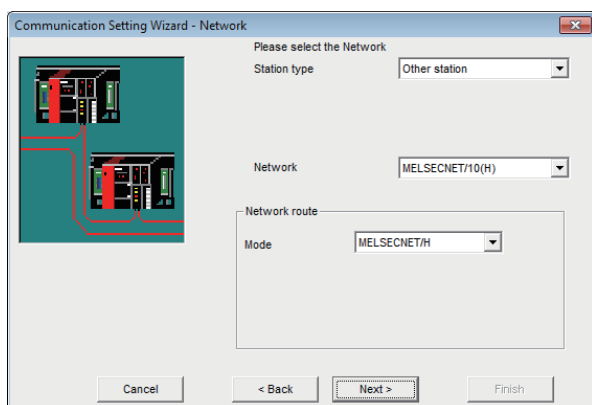 Communication Setting Wizard - Network
Please select the Network
Station type
Other station
Network
MELSECNET/10(H)
Network route
Mode
MELSECNET/H
Cancel
< Back
Next >
Finish